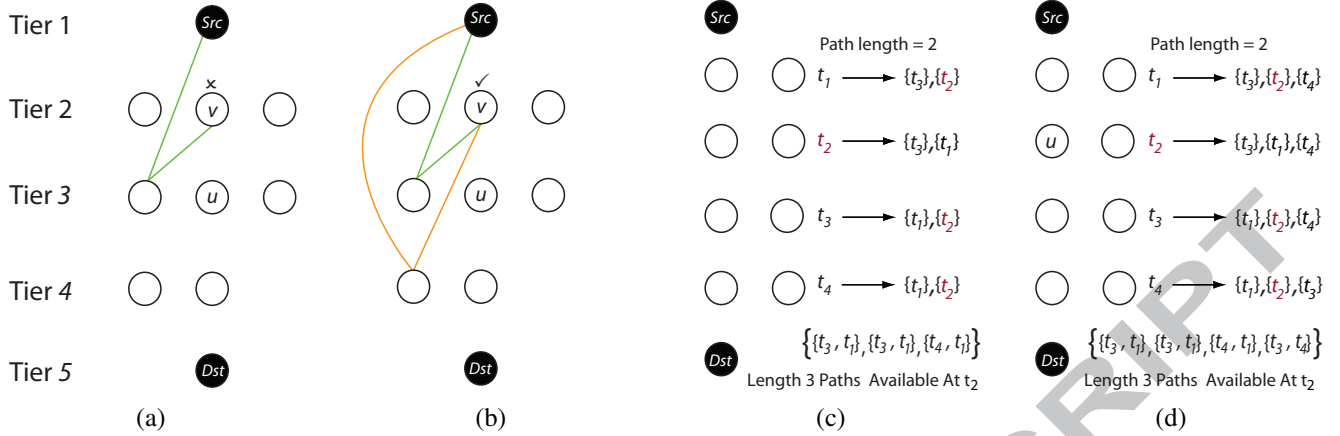 Tier 1
Tier 2
Tier 3
Tier 4
Tier 5
Src
×
v
u
Dst
(a)
Src
✓
v
u
Dst
(b)
Src
Path length = 2
t1 → {t3},{t2}
t2 → {t3},{t1}
t3 → {t1},{t2}
t4 → {t1},{t2}
{{t3, t1},{t3, t1},{t4, t1}}
Dst
Length 3 Paths Available At t2
(c)
Src
Path length = 2
t1 → {t3},{t2},{t4}
u t2 → {t3},{t1},{t4}
t3 → {t1},{t2},{t4}
t4 → {t1},{t2},{t3}
{{t3, t1},{t3, t1},{t4, t1},{t3, t4}}
Dst
Length 3 Paths Available At t2
(d)
SCRIPT